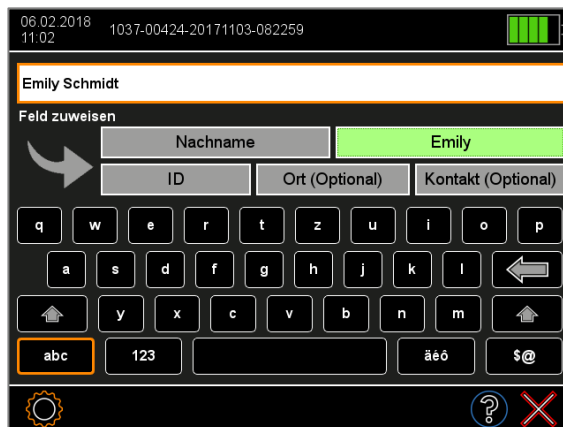 06.02.2018
11:02
1037-00424-20171103-082259
Emily Schmidt
Feld zuweisen
Nachname Emily
ID Ort (Optional) Kontakt (Optional)
q w e r t z u i o p
a s d f g h j k l
y x c v b n m
abc 123 äéô $@
?